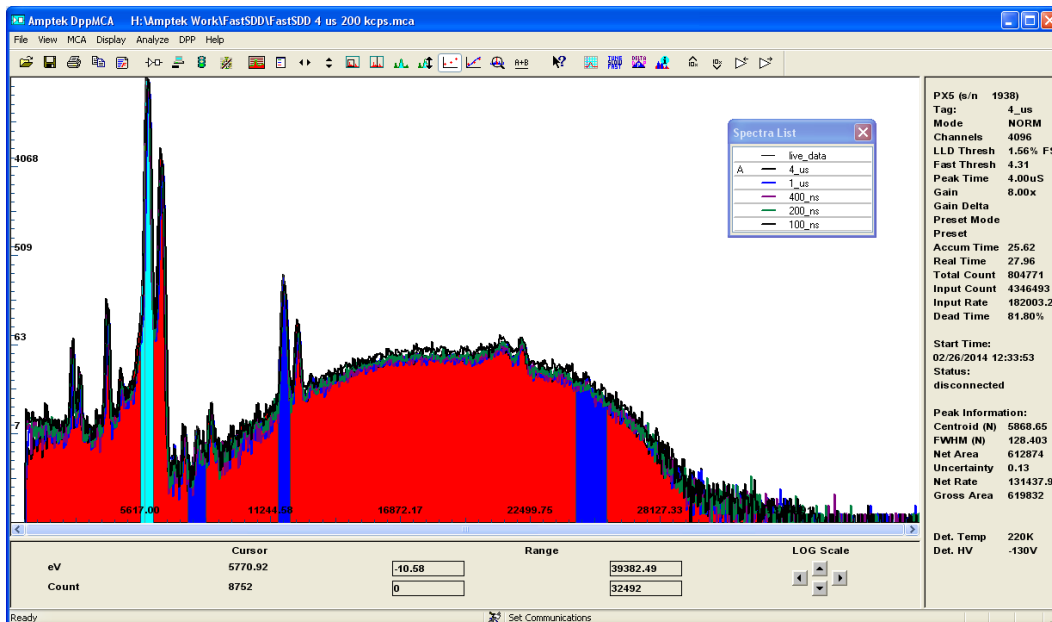 Amptek DppMCA H:\Amptek Work\FastSDD\FastSDD 4 us 200 kcps.mca
File View MCA Display Analyze DPP Help
A+B
TUNE SLOW FAST
DELTA
10x
10x
4068
509
63
7
5617.00 11244.58 16872.17 22499.75 28127.33
Spectra List
live_data
A 4_us
1_us
400_ns
200_ns
100_ns
PX5 (s/n 1938)
Tag: 4_us
Mode NORM
Channels 4096
LLD Thresh 1.56% FS
Fast Thresh 4.31
Peak Time 4.00uS
Gain 8.00x
Gain Delta
Preset Mode
Preset
Accum Time 25.62
Real Time 27.96
Total Count 804771
Input Count 4346493
Input Rate 182003.2
Dead Time 81.80%
Start Time:
02/26/2014 12:33:53
Status:
disconnected
Peak Information:
Centroid (N) 5868.65
FWHM (N) 128.403
Net Area 612874
Uncertainty 0.13
Net Rate 131437.9
Gross Area 619832
Det. Temp 220K
Det. HV -130V
Cursor Range LOG Scale
eV 5770.92 -10.58 39382.49
Count 8752 0 32492
Ready Set Communications